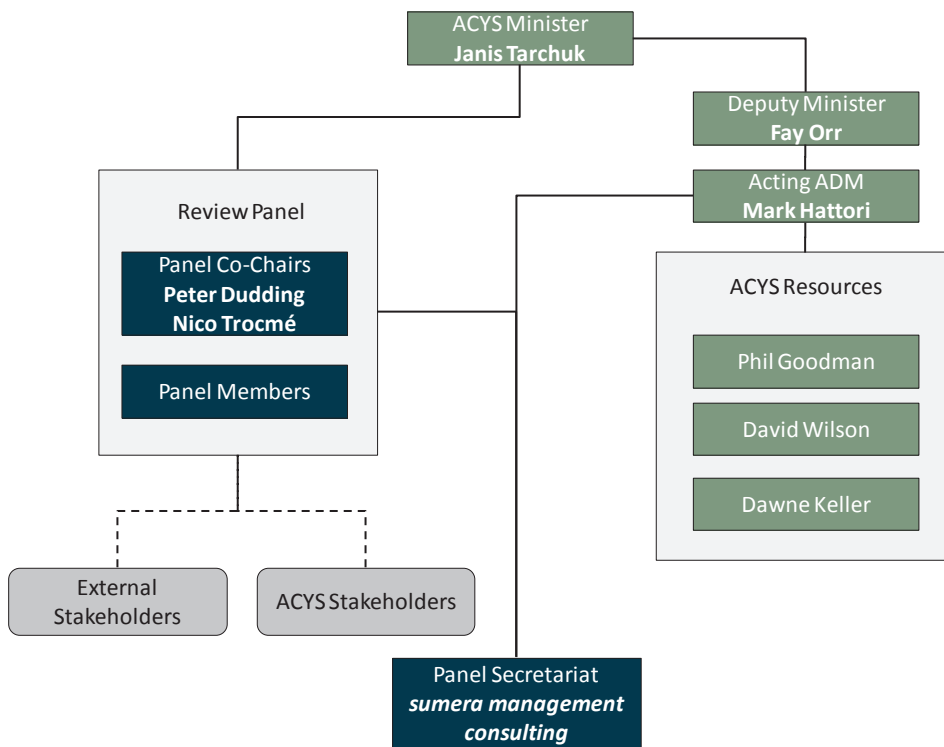 ACYS Minister
Janis Tarchuk
Deputy Minister
Fay Orr
Acting ADM
Mark Hattori
Review Panel
Panel Co-Chairs
Peter Dudding
Nico Trocmé
Panel Members
ACYS Resources
Phil Goodman
David Wilson
Dawne Keller
External
Stakeholders
ACYS Stakeholders
Panel Secretariat
sumera management
consulting